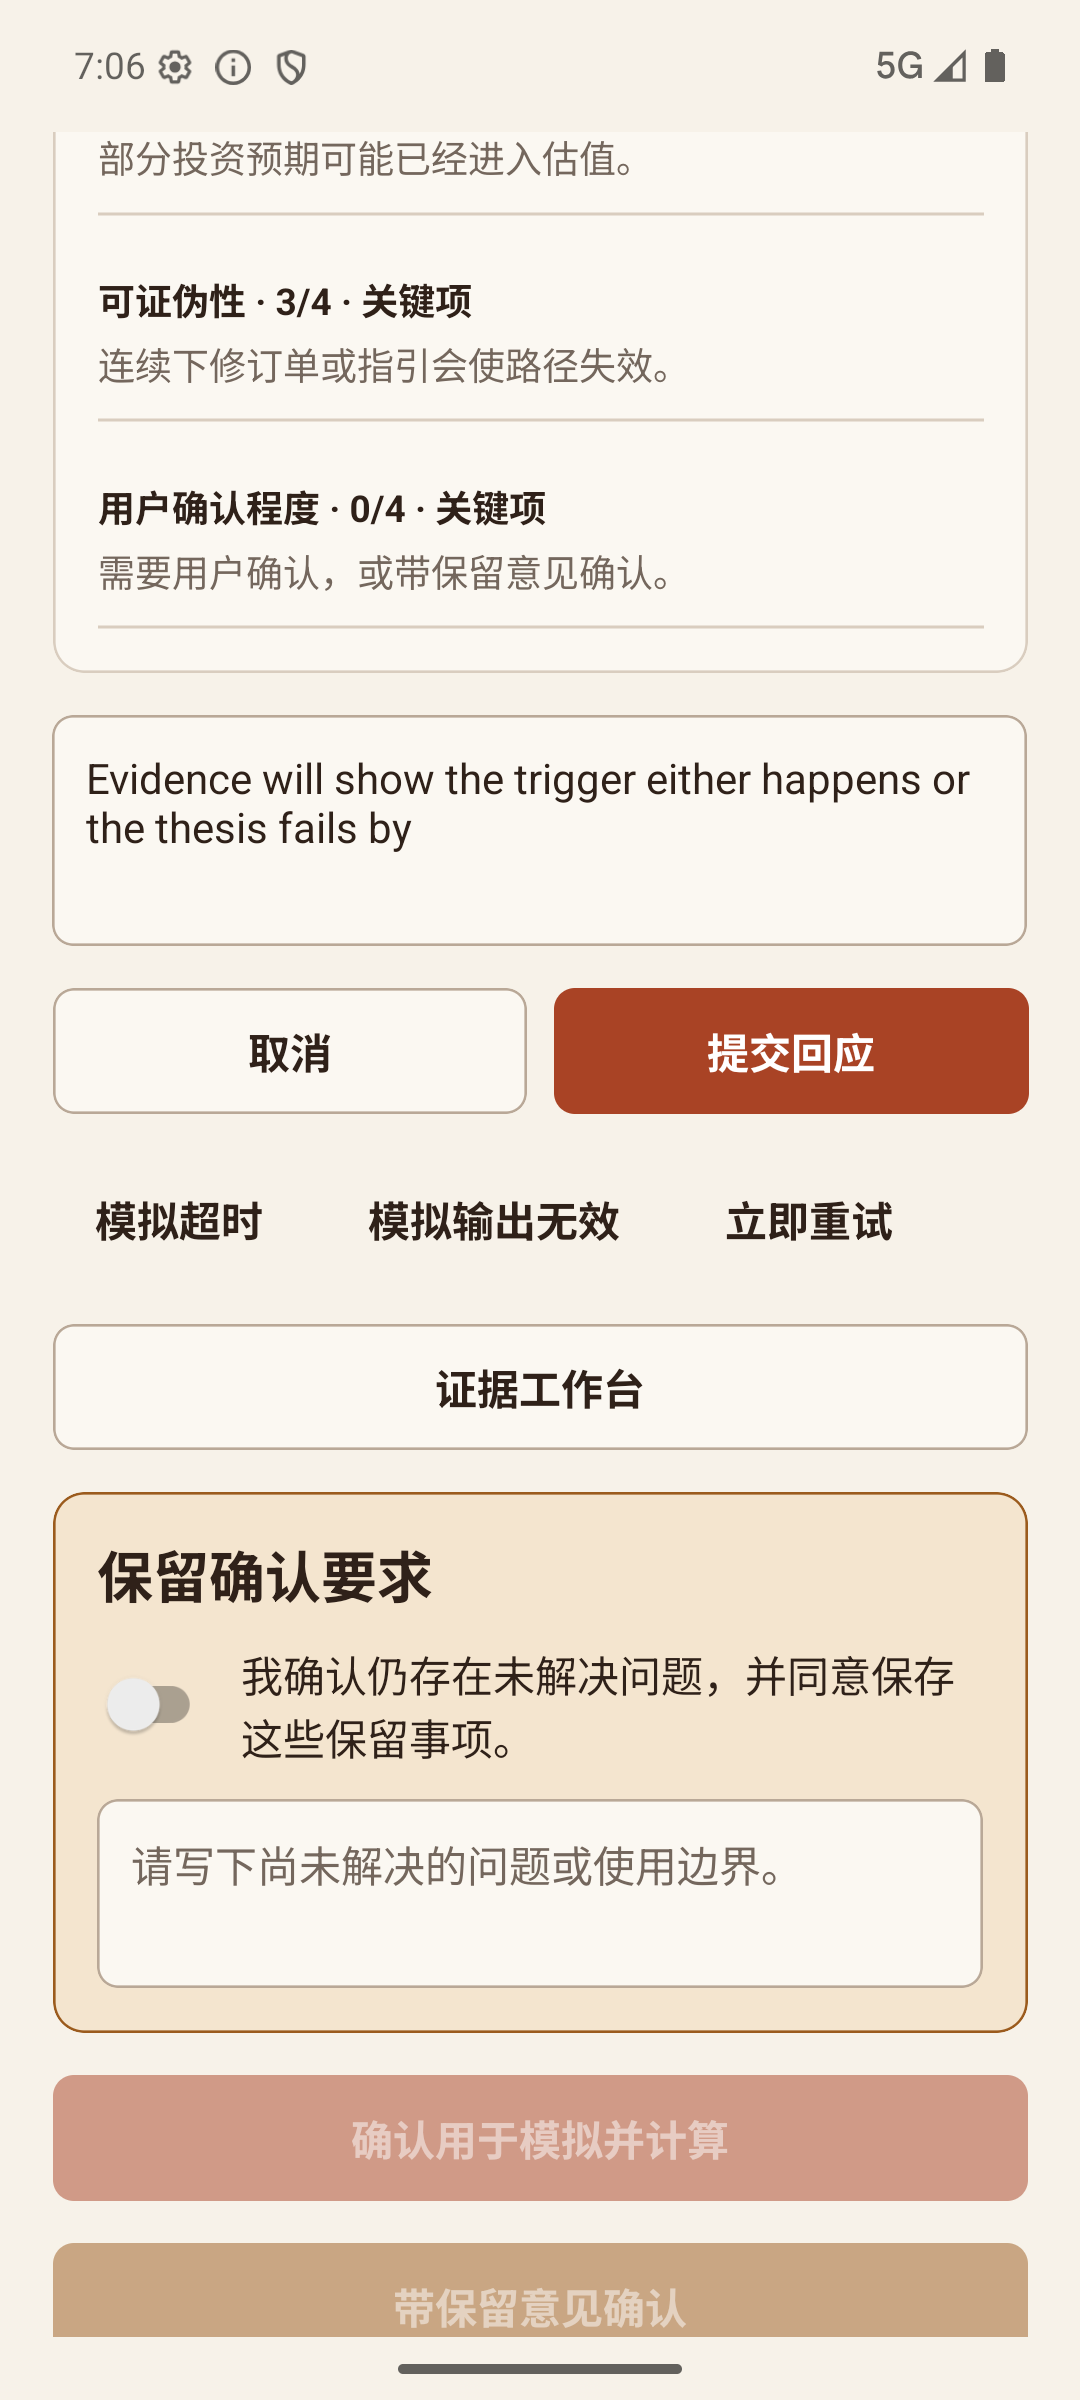 7:06
5G
部分投资预期可能已经进入估值。
可证伪性 · 3/4 · 关键项
连续下修订单或指引会使路径失效。
用户确认程度 · 0/4 · 关键项
需要用户确认，或带保留意见确认。
Evidence will show the trigger either happens or
the thesis fails by
取消
提交回应
模拟超时
模拟输出无效
立即重试
证据工作台
保留确认要求
我确认仍存在未解决问题，并同意保存
这些保留事项。
请写下尚未解决的问题或使用边界。
确认用于模拟并计算
带保留意见确认